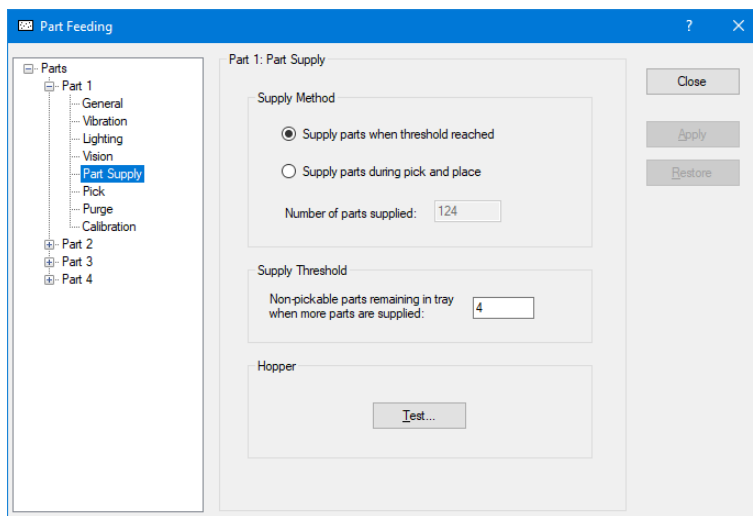 Part Feeding
?
Parts
Part 1
General
Vibration
Lighting
Vision
Part Supply
Pick
Purge
Calibration
Part 2
Part 3
Part 4
Part 1: Part Supply
Supply Method
Supply parts when threshold reached
Supply parts during pick and place
Number of parts supplied: 124
Supply Threshold
Non-pickable parts remaining in tray
when more parts are supplied: 4
Hopper
Test...
Close
Apply
Restore